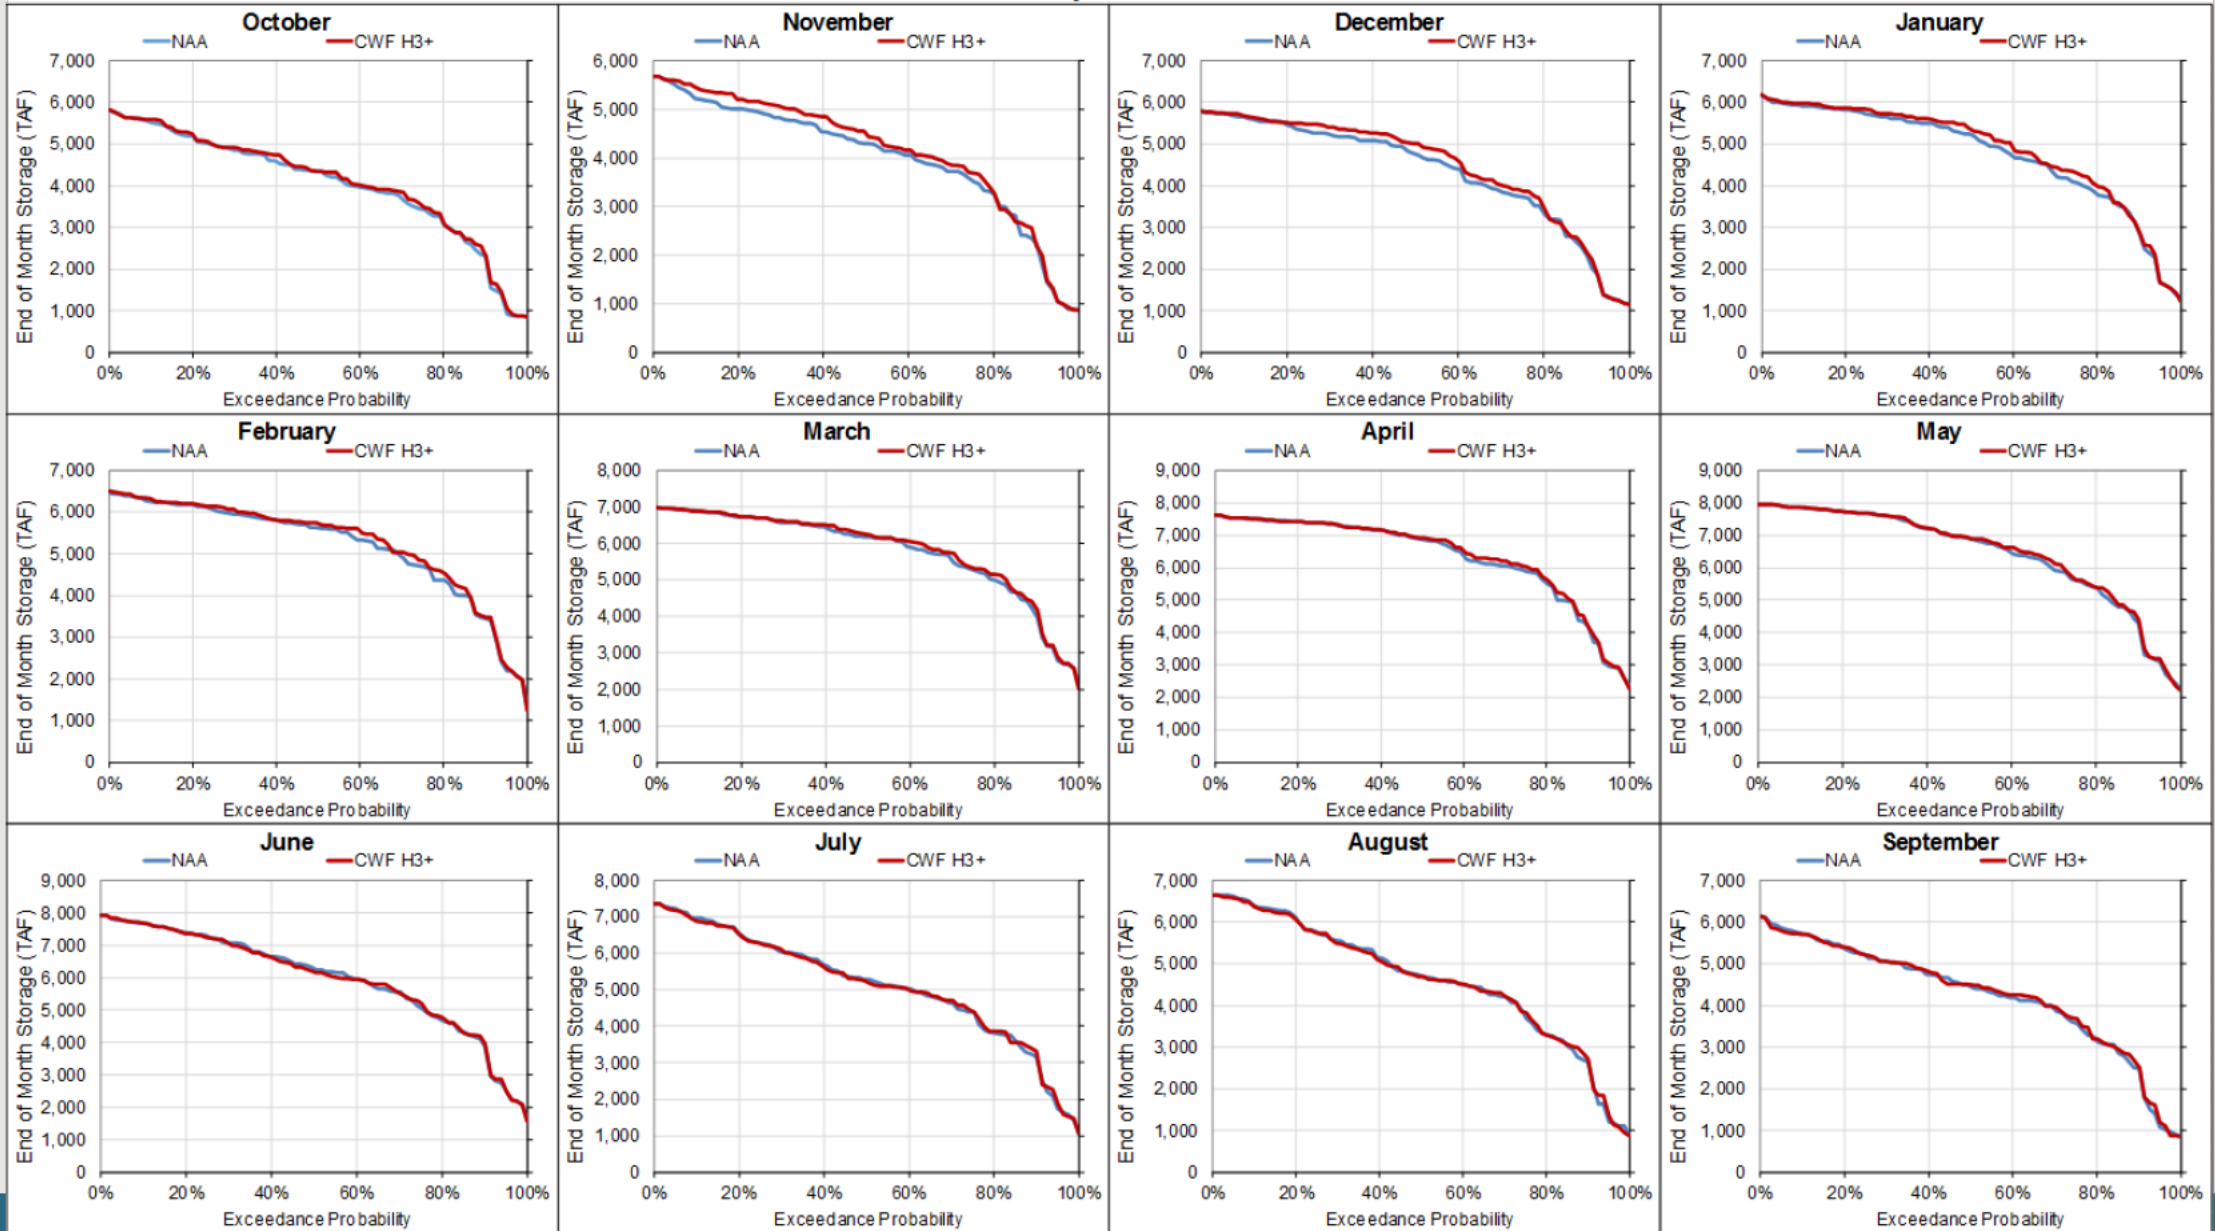 October
NAA CWF H3+
End of Month Storage (TAF)
7,000
6,000
5,000
4,000
3,000
2,000
1,000
0
0% 20% 40% 60% 80% 100%
Exceedance Probability
November
NAA CWF H3+
End of Month Storage (TAF)
6,000
5,000
4,000
3,000
2,000
1,000
0
0% 20% 40% 60% 80% 100%
Exceedance Probability
December
NAA CWF H3+
End of Month Storage (TAF)
7,000
6,000
5,000
4,000
3,000
2,000
1,000
0
0% 20% 40% 60% 80% 100%
Exceedance Probability
January
NAA CWF H3+
End of Month Storage (TAF)
7,000
6,000
5,000
4,000
3,000
2,000
1,000
0
0% 20% 40% 60% 80% 100%
Exceedance Probability
February
NAA CWF H3+
End of Month Storage (TAF)
7,000
6,000
5,000
4,000
3,000
2,000
1,000
0
0% 20% 40% 60% 80% 100%
Exceedance Probability
March
NAA CWF H3+
End of Month Storage (TAF)
8,000
7,000
6,000
5,000
4,000
3,000
2,000
1,000
0
0% 20% 40% 60% 80% 100%
Exceedance Probability
April
NAA CWF H3+
End of Month Storage (TAF)
9,000
8,000
7,000
6,000
5,000
4,000
3,000
2,000
1,000
0
0% 20% 40% 60% 80% 100%
Exceedance Probability
May
NAA CWF H3+
End of Month Storage (TAF)
9,000
8,000
7,000
6,000
5,000
4,000
3,000
2,000
1,000
0
0% 20% 40% 60% 80% 100%
Exceedance Probability
June
NAA CWF H3+
End of Month Storage (TAF)
9,000
8,000
7,000
6,000
5,000
4,000
3,000
2,000
1,000
0
0% 20% 40% 60% 80% 100%
Exceedance Probability
July
NAA CWF H3+
End of Month Storage (TAF)
8,000
7,000
6,000
5,000
4,000
3,000
2,000
1,000
0
0% 20% 40% 60% 80% 100%
Exceedance Probability
August
NAA CWF H3+
End of Month Storage (TAF)
7,000
6,000
5,000
4,000
3,000
2,000
1,000
0
0% 20% 40% 60% 80% 100%
Exceedance Probability
September
NAA CWF H3+
End of Month Storage (TAF)
7,000
6,000
5,000
4,000
3,000
2,000
1,000
0
0% 20% 40% 60% 80% 100%
Exceedance Probability